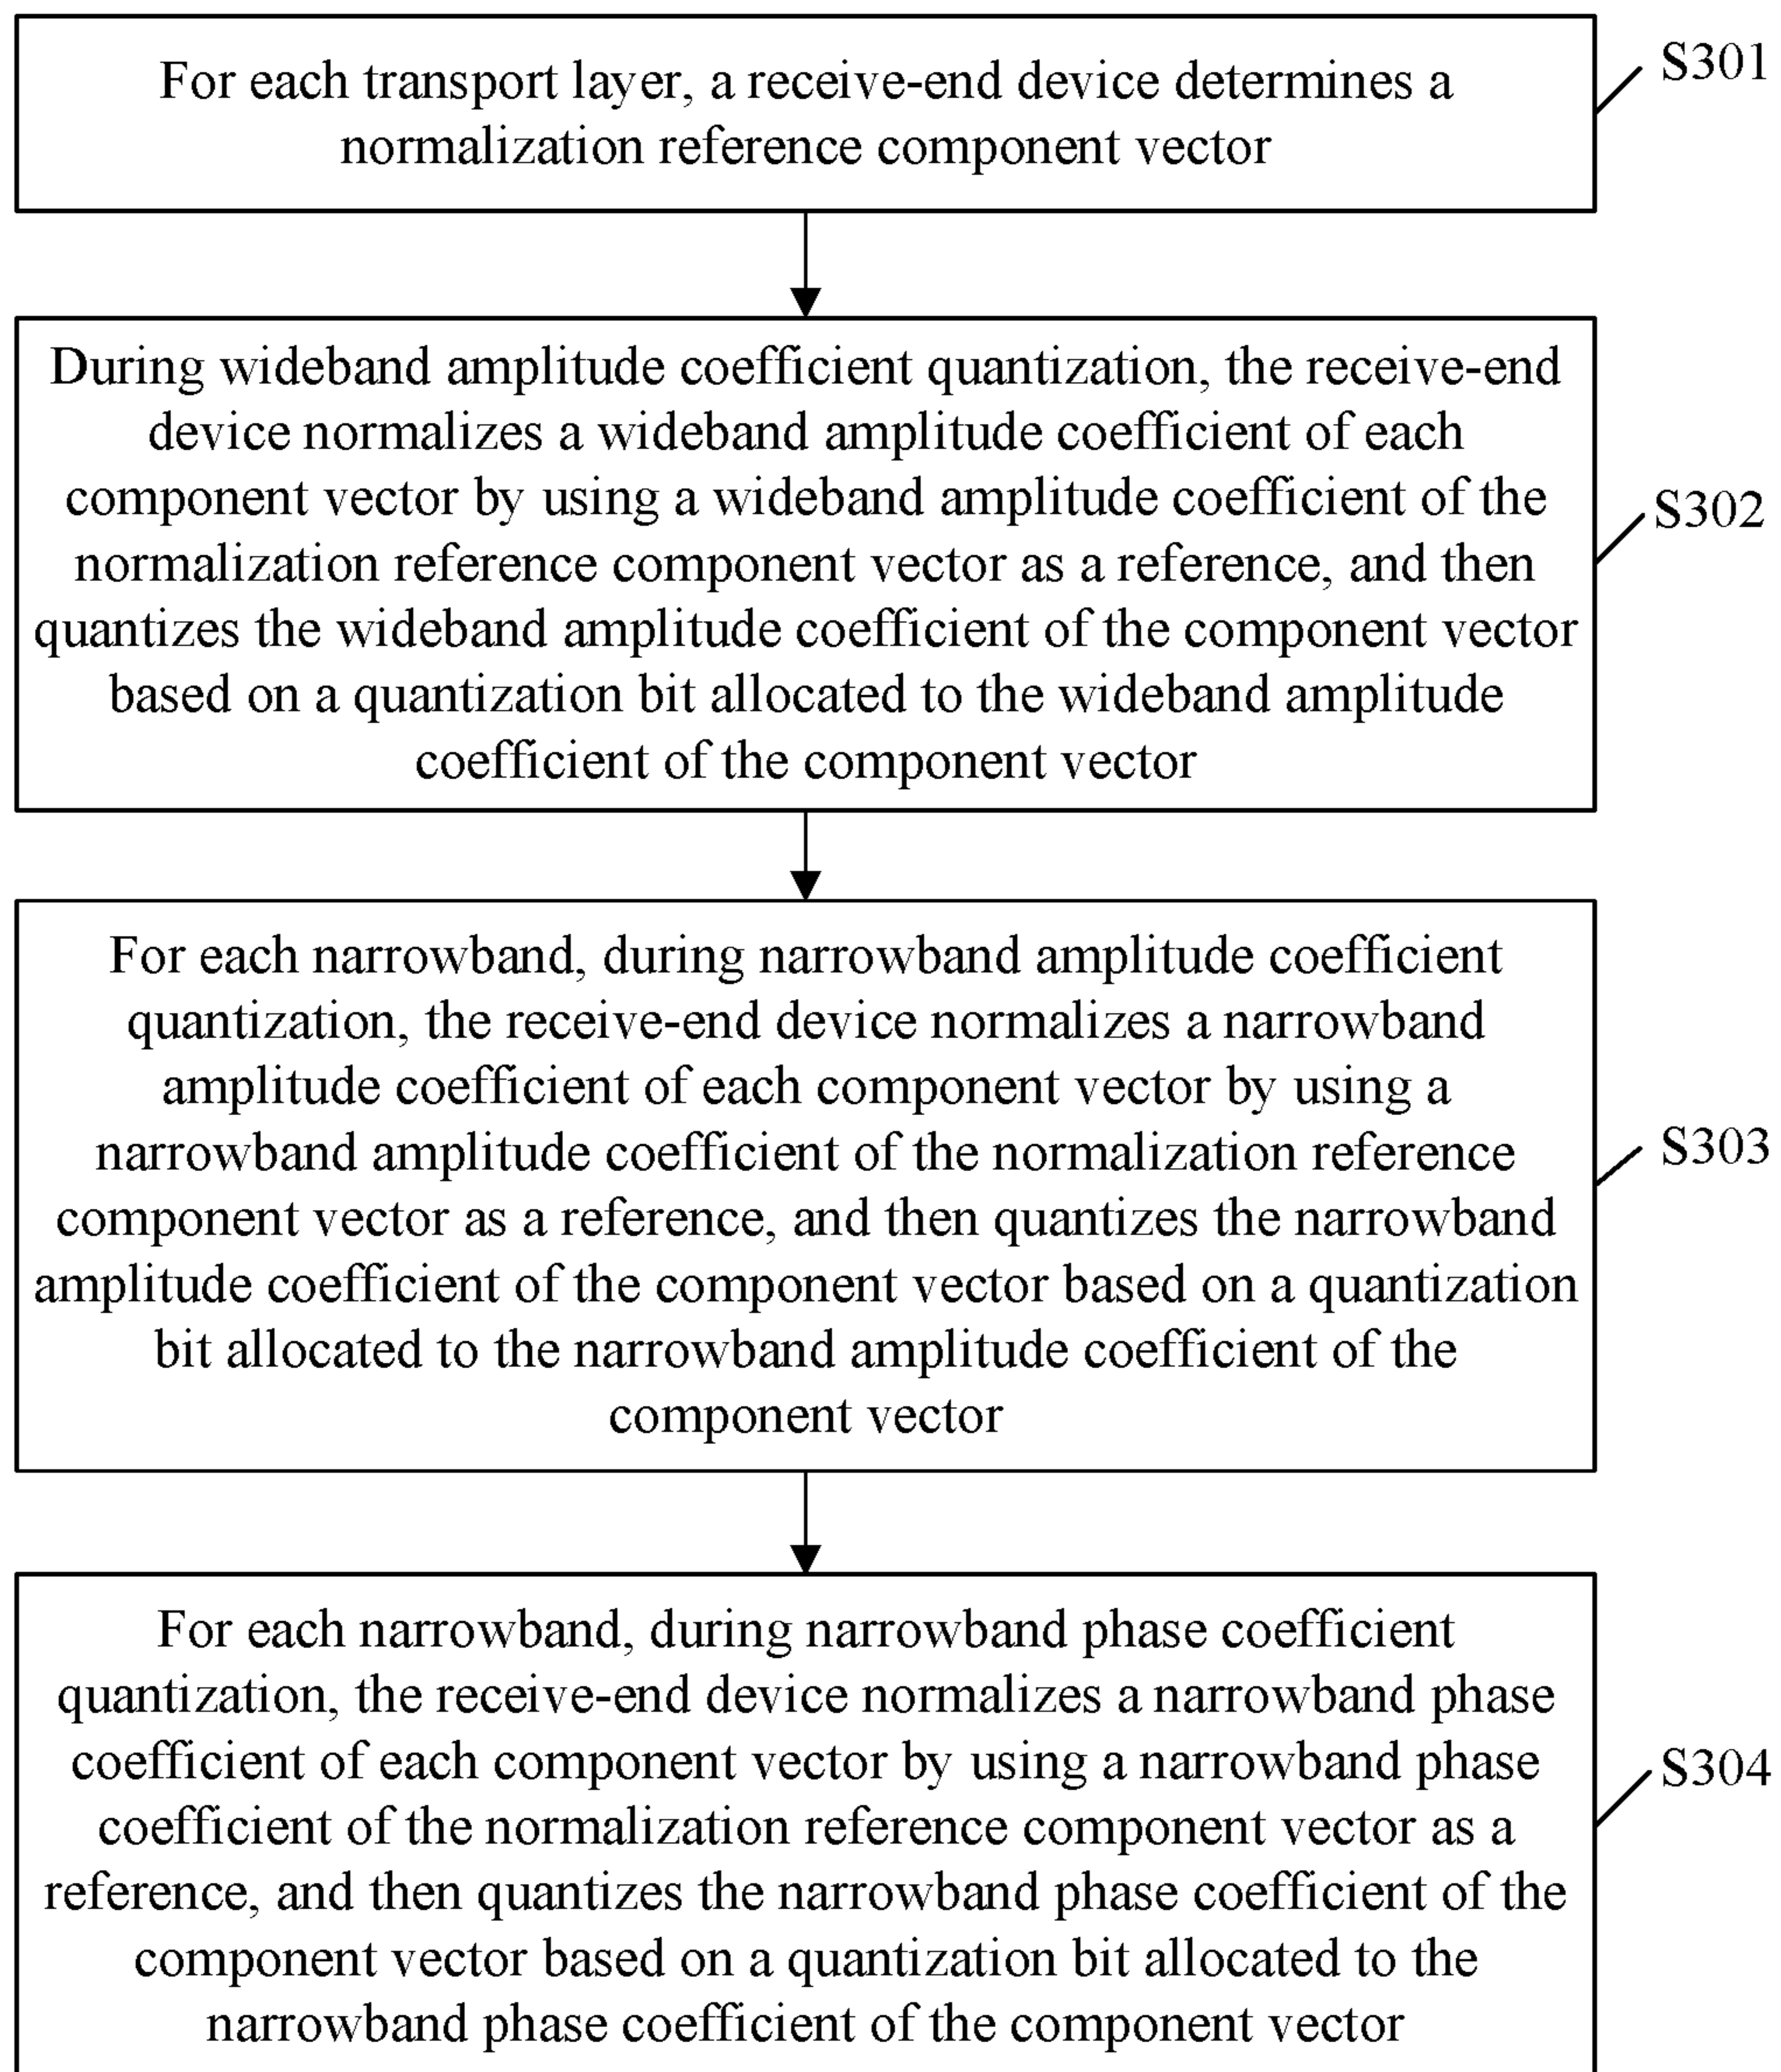 For each transport layer, a receive-end device determines a
normalization reference component vector
S301
During wideband amplitude coefficient quantization, the receive-end
device normalizes a wideband amplitude coefficient of each
component vector by using a wideband amplitude coefficient of the
normalization reference component vector as a reference, and then
quantizes the wideband amplitude coefficient of the component vector
based on a quantization bit allocated to the wideband amplitude
coefficient of the component vector
S302
For each narrowband, during narrowband amplitude coefficient
quantization, the receive-end device normalizes a narrowband
amplitude coefficient of each component vector by using a
narrowband amplitude coefficient of the normalization reference
component vector as a reference, and then quantizes the narrowband
amplitude coefficient of the component vector based on a quantization
bit allocated to the narrowband amplitude coefficient of the
component vector
S303
For each narrowband, during narrowband phase coefficient
quantization, the receive-end device normalizes a narrowband phase
coefficient of each component vector by using a narrowband phase
coefficient of the normalization reference component vector as a
reference, and then quantizes the narrowband phase coefficient of the
component vector based on a quantization bit allocated to the
narrowband phase coefficient of the component vector
S304